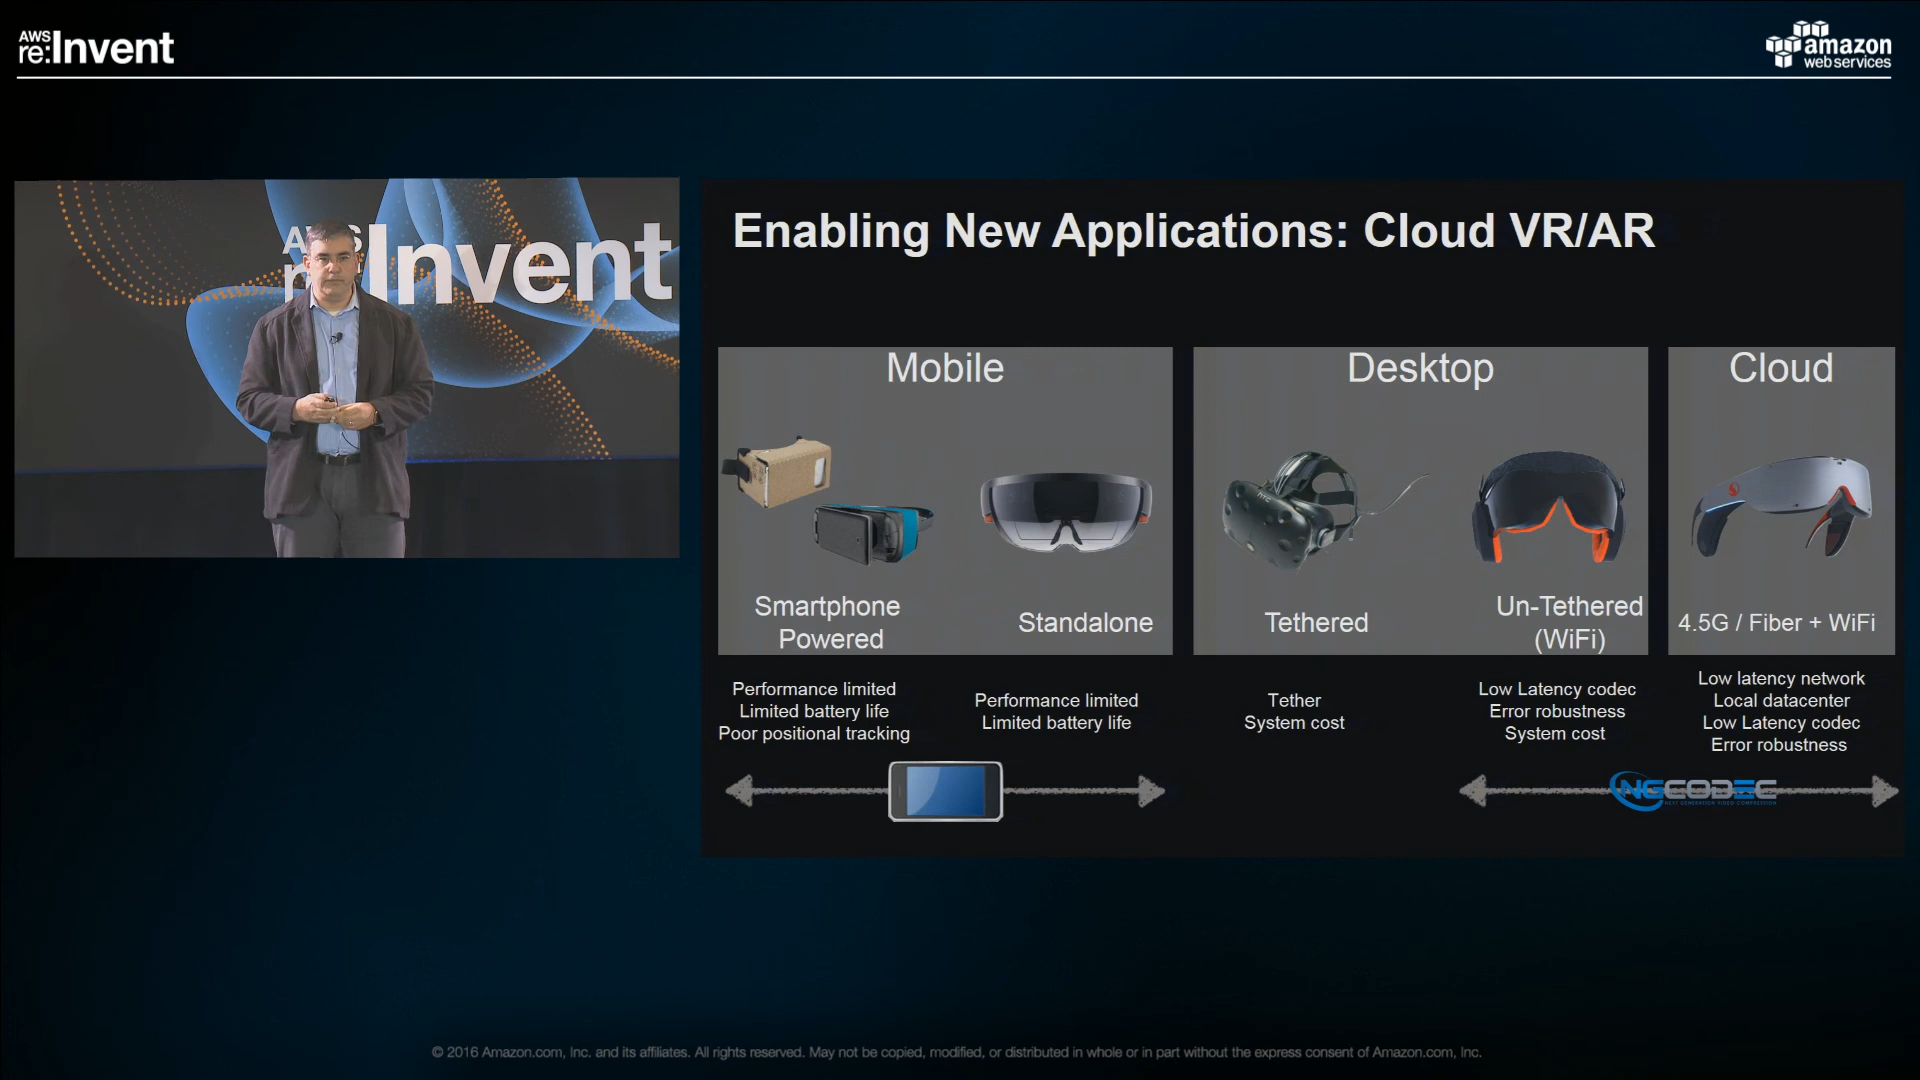 AWS
re:Invent
amazon
web services
AWS
re:Invent
Enabling New Applications: Cloud VR/AR
Mobile
Desktop
Cloud
Smartphone
Powered
Standalone
Tethered
Un-Tethered
(WiFi)
4.5G / Fiber + WiFi
Performance limited
Limited battery life
Poor positional tracking
Performance limited
Limited battery life
Tether
System cost
Low Latency codec
Error robustness
System cost
Low latency network
Local datacenter
Low Latency codec
Error robustness
NGCODEC
NEXT GENERATION VIDEO COMPRESSION
© 2016 Amazon.com, Inc. and its affiliates. All rights reserved. May not be copied, modified, or distributed in whole or in part without the express consent of Amazon.com, Inc.